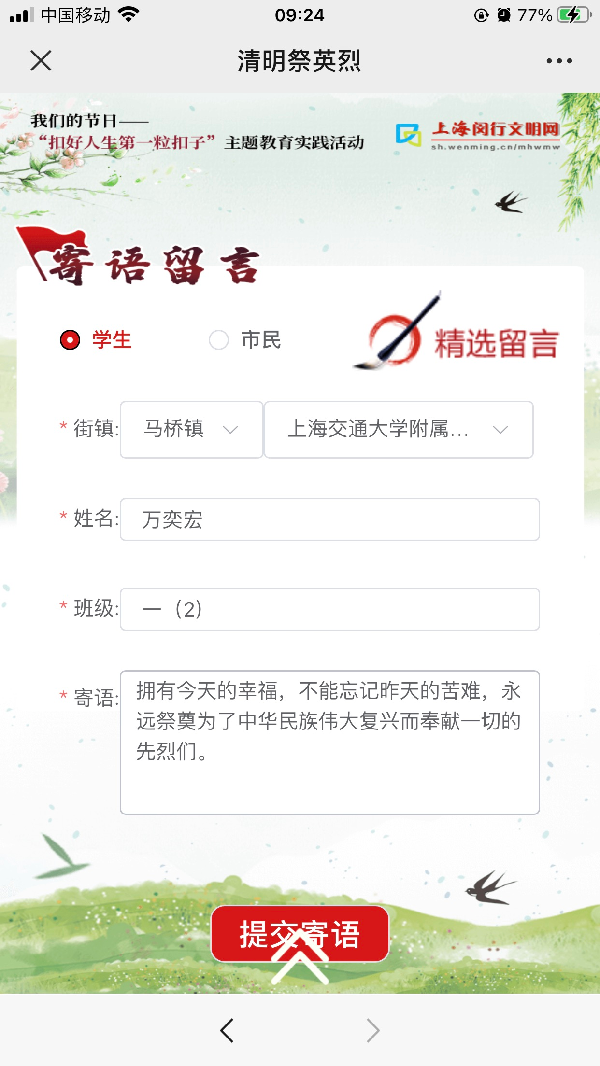 中国移动 09:24 77%
清明祭英烈
我们的节日——
“扣好人生第一粒扣子”主题教育实践活动
上海闵行文明网
sh.wenming.cn/mhwmw
寄语留言
学生 市民 精选留言
* 街镇: 马桥镇 上海交通大学附属...
* 姓名: 万奕宏
* 班级: 一（2）
* 寄语: 拥有今天的幸福，不能忘记昨天的苦难，永
远祭奠为了中华民族伟大复兴而奉献一切的
先烈们。
提交寄语